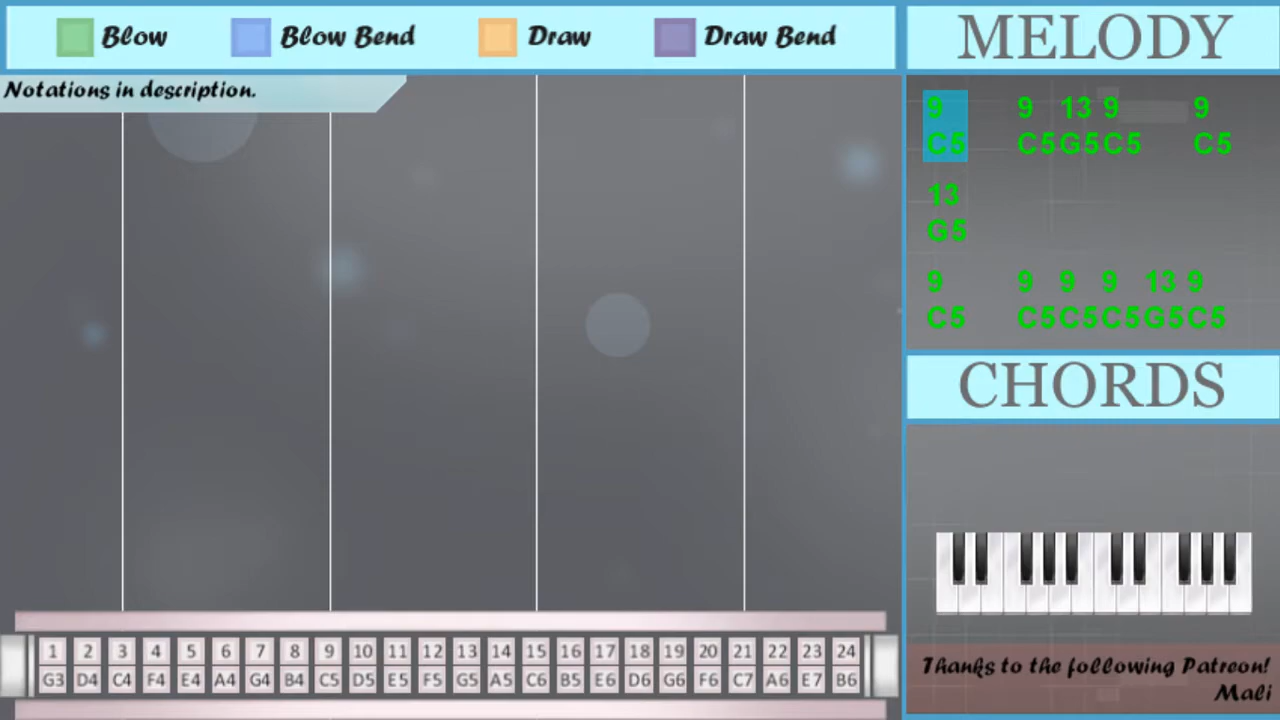 Blow Blow Bend Draw Draw Bend
Notations in description.
MELODY
9 9 13 9 9
C5 C5 G5 C5 C5
13
G5
9 9 9 9 13 9
C5 C5 C5 C5 G5 C5
CHORDS
Thanks to the following Patreon!
Mali
1 2 3 4 5 6 7 8 9 10 11 12 13 14 15 16 17 18 19 20 21 22 23 24
G3 D4 C4 F4 E4 A4 G4 B4 C5 D5 E5 F5 G5 A5 C6 B5 E6 D6 G6 F6 C7 A6 E7 B6